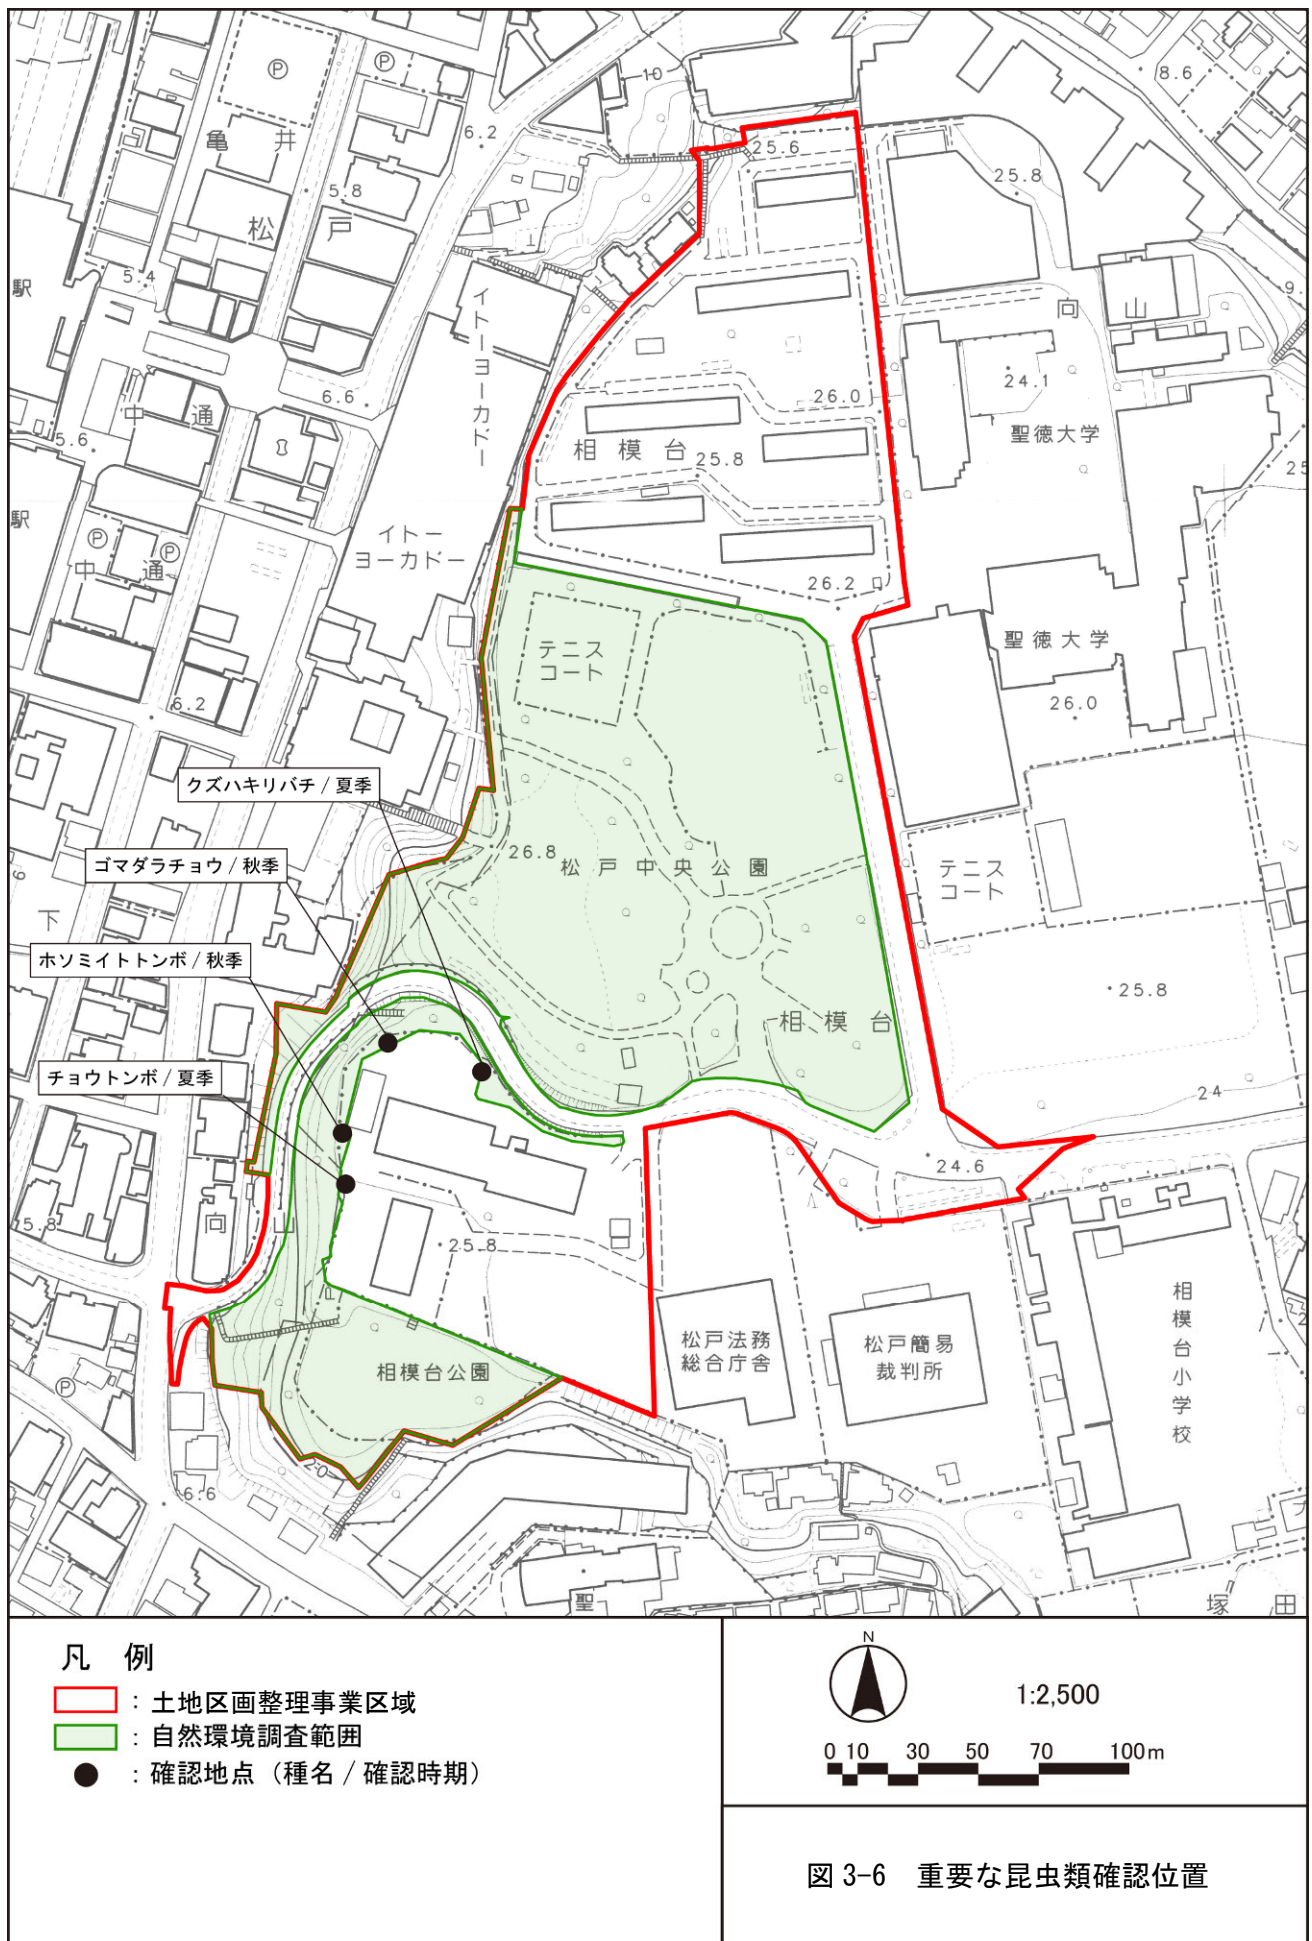 10
8.6
Ⓟ
Ⓟ
亀井
6.2
25.6
25.8
5.8
松戸
5.4
駅
9.
イトーヨーカドー
向山
24.1
6.6
26.0
中通
聖徳大学
5.6
相模台
25.8
25
駅
イトー
ヨーカドー
Ⓟ
Ⓟ
中通
26.2
テニス
コート
聖徳大学
6.2
26.0
クズハキリバチ / 夏季
26.8
松戸中央公園
ゴマダラチョウ / 秋季
テニス
コート
下
ホソミイトトンボ / 秋季
25.8
相模台
チョウトンボ / 夏季
24
24.6
5.8
向山
25.8
P
相模台公園
松戸法務
総合庁舎
松戸簡易
裁判所
相模台小学校
Ⓟ
20
6.6
聖
塚田
凡 例
：土地区画整理事業区域
：自然環境調査範囲
：確認地点（種名 / 確認時期）
N
1:2,500
0 10 30 50 70 100m
図 3-6 重要な昆虫類確認位置